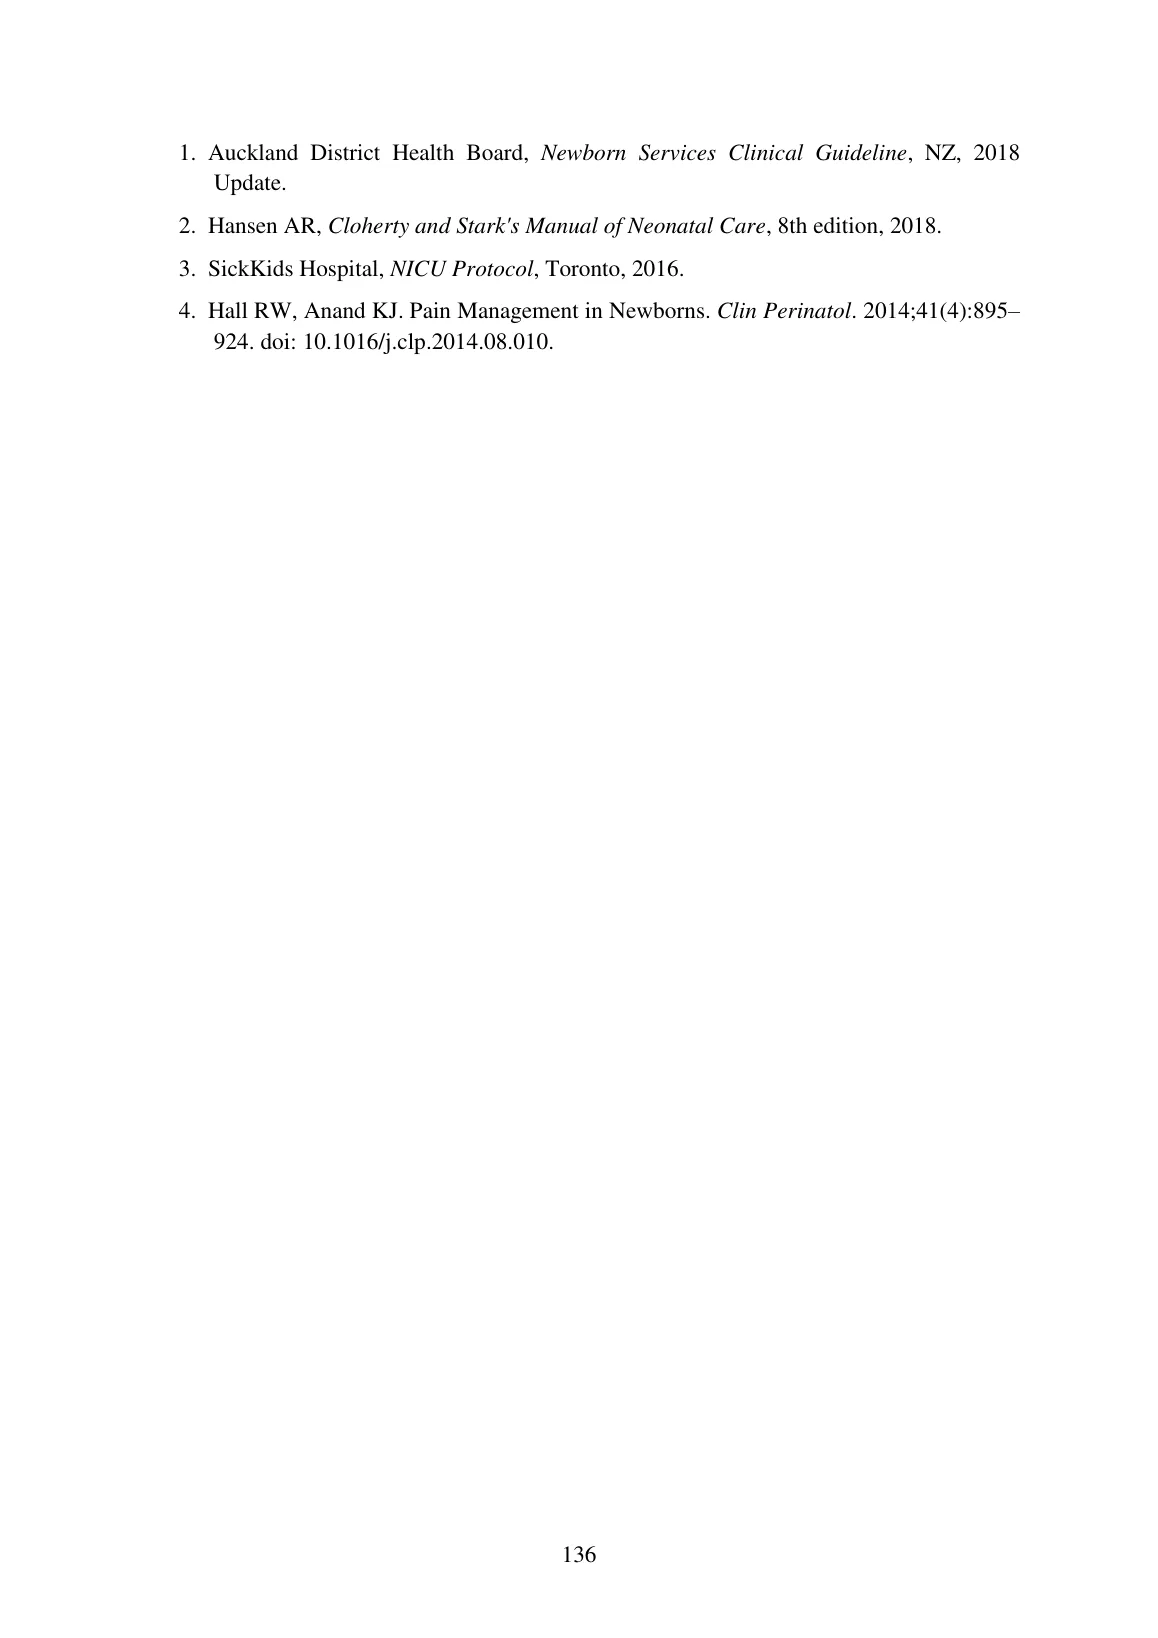 1. Auckland District Health Board, Newborn Services Clinical Guideline, NZ, 2018
Update.
2. Hansen AR, Cloherty and Stark's Manual of Neonatal Care, 8th edition, 2018.
3. SickKids Hospital, NICU Protocol, Toronto, 2016.
4. Hall RW, Anand KJ. Pain Management in Newborns. Clin Perinatol. 2014;41(4):895–
924. doi: 10.1016/j.clp.2014.08.010.
136